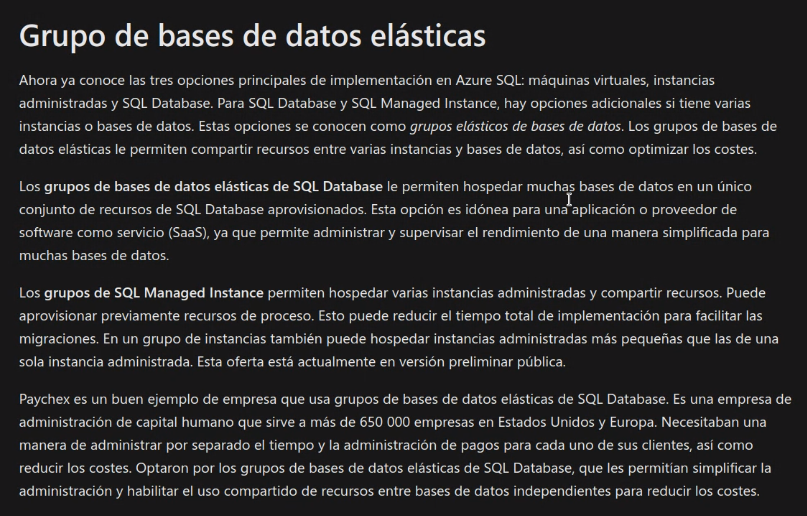 Grupo de bases de datos elásticas
Ahora ya conoce las tres opciones principales de implementación en Azure SQL: máquinas virtuales, instancias
administradas y SQL Database. Para SQL Database y SQL Managed Instance, hay opciones adicionales si tiene varias
instancias o bases de datos. Estas opciones se conocen como grupos elásticos de bases de datos. Los grupos de bases de
datos elásticas le permiten compartir recursos entre varias instancias y bases de datos, así como optimizar los costes.
Los grupos de bases de datos elásticas de SQL Database le permiten hospedar muchas bases de datos en un único
conjunto de recursos de SQL Database aprovisionados. Esta opción es idónea para una aplicación o proveedor de
software como servicio (SaaS), ya que permite administrar y supervisar el rendimiento de una manera simplificada para
muchas bases de datos.
Los grupos de SQL Managed Instance permiten hospedar varias instancias administradas y compartir recursos. Puede
aprovisionar previamente recursos de proceso. Esto puede reducir el tiempo total de implementación para facilitar las
migraciones. En un grupo de instancias también puede hospedar instancias administradas más pequeñas que las de una
sola instancia administrada. Esta oferta está actualmente en versión preliminar pública.
Paychex es un buen ejemplo de empresa que usa grupos de bases de datos elásticas de SQL Database. Es una empresa de
administración de capital humano que sirve a más de 650 000 empresas en Estados Unidos y Europa. Necesitaban una
manera de administrar por separado el tiempo y la administración de pagos para cada uno de sus clientes, así como
reducir los costes. Optaron por los grupos de bases de datos elásticas de SQL Database, que les permitían simplificar la
administración y habilitar el uso compartido de recursos entre bases de datos independientes para reducir los costes.